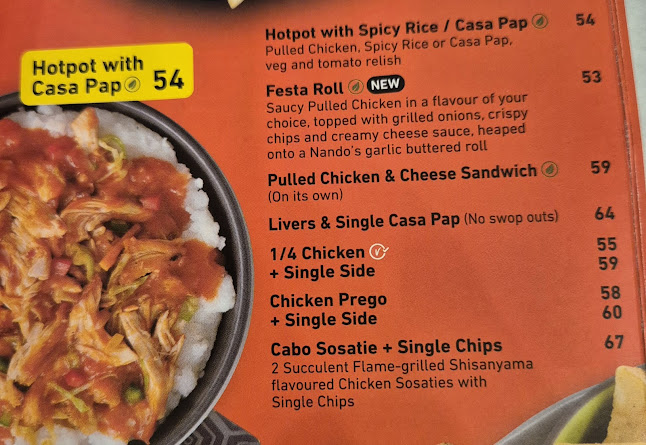 Hotpot with
Casa Pap 54
Hotpot with Spicy Rice / Casa Pap 54
Pulled Chicken, Spicy Rice or Casa Pap,
veg and tomato relish
Festa Roll NEW 53
Saucy Pulled Chicken in a flavour of your
choice, topped with grilled onions, crispy
chips and creamy cheese sauce, heaped
onto a Nando's garlic buttered roll
Pulled Chicken & Cheese Sandwich 59
(On its own)
Livers & Single Casa Pap (No swop outs) 64
1/4 Chicken 55
+ Single Side 59
Chicken Prego 58
+ Single Side 60
Cabo Sosatie + Single Chips 67
2 Succulent Flame-grilled Shisanyama
flavoured Chicken Sosaties with
Single Chips